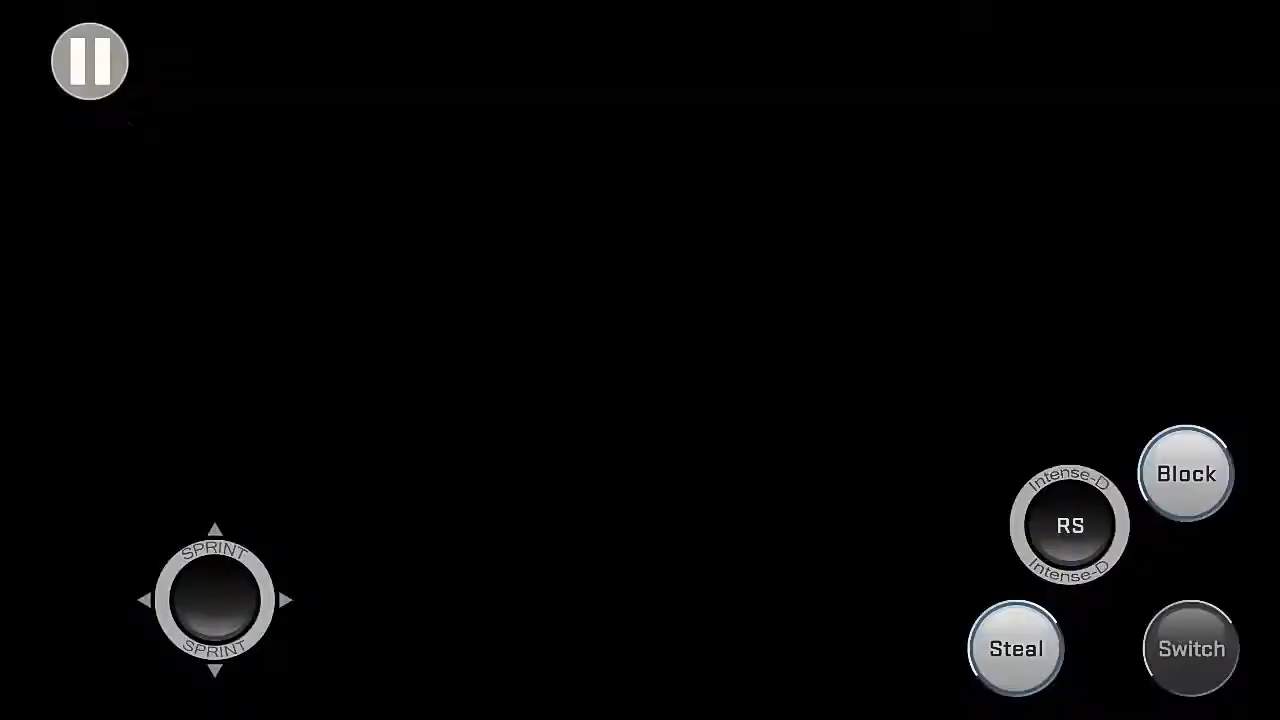 Block
Intense-D
RS
Intense-D
SPRINT
SPRINT
Steal
Switch